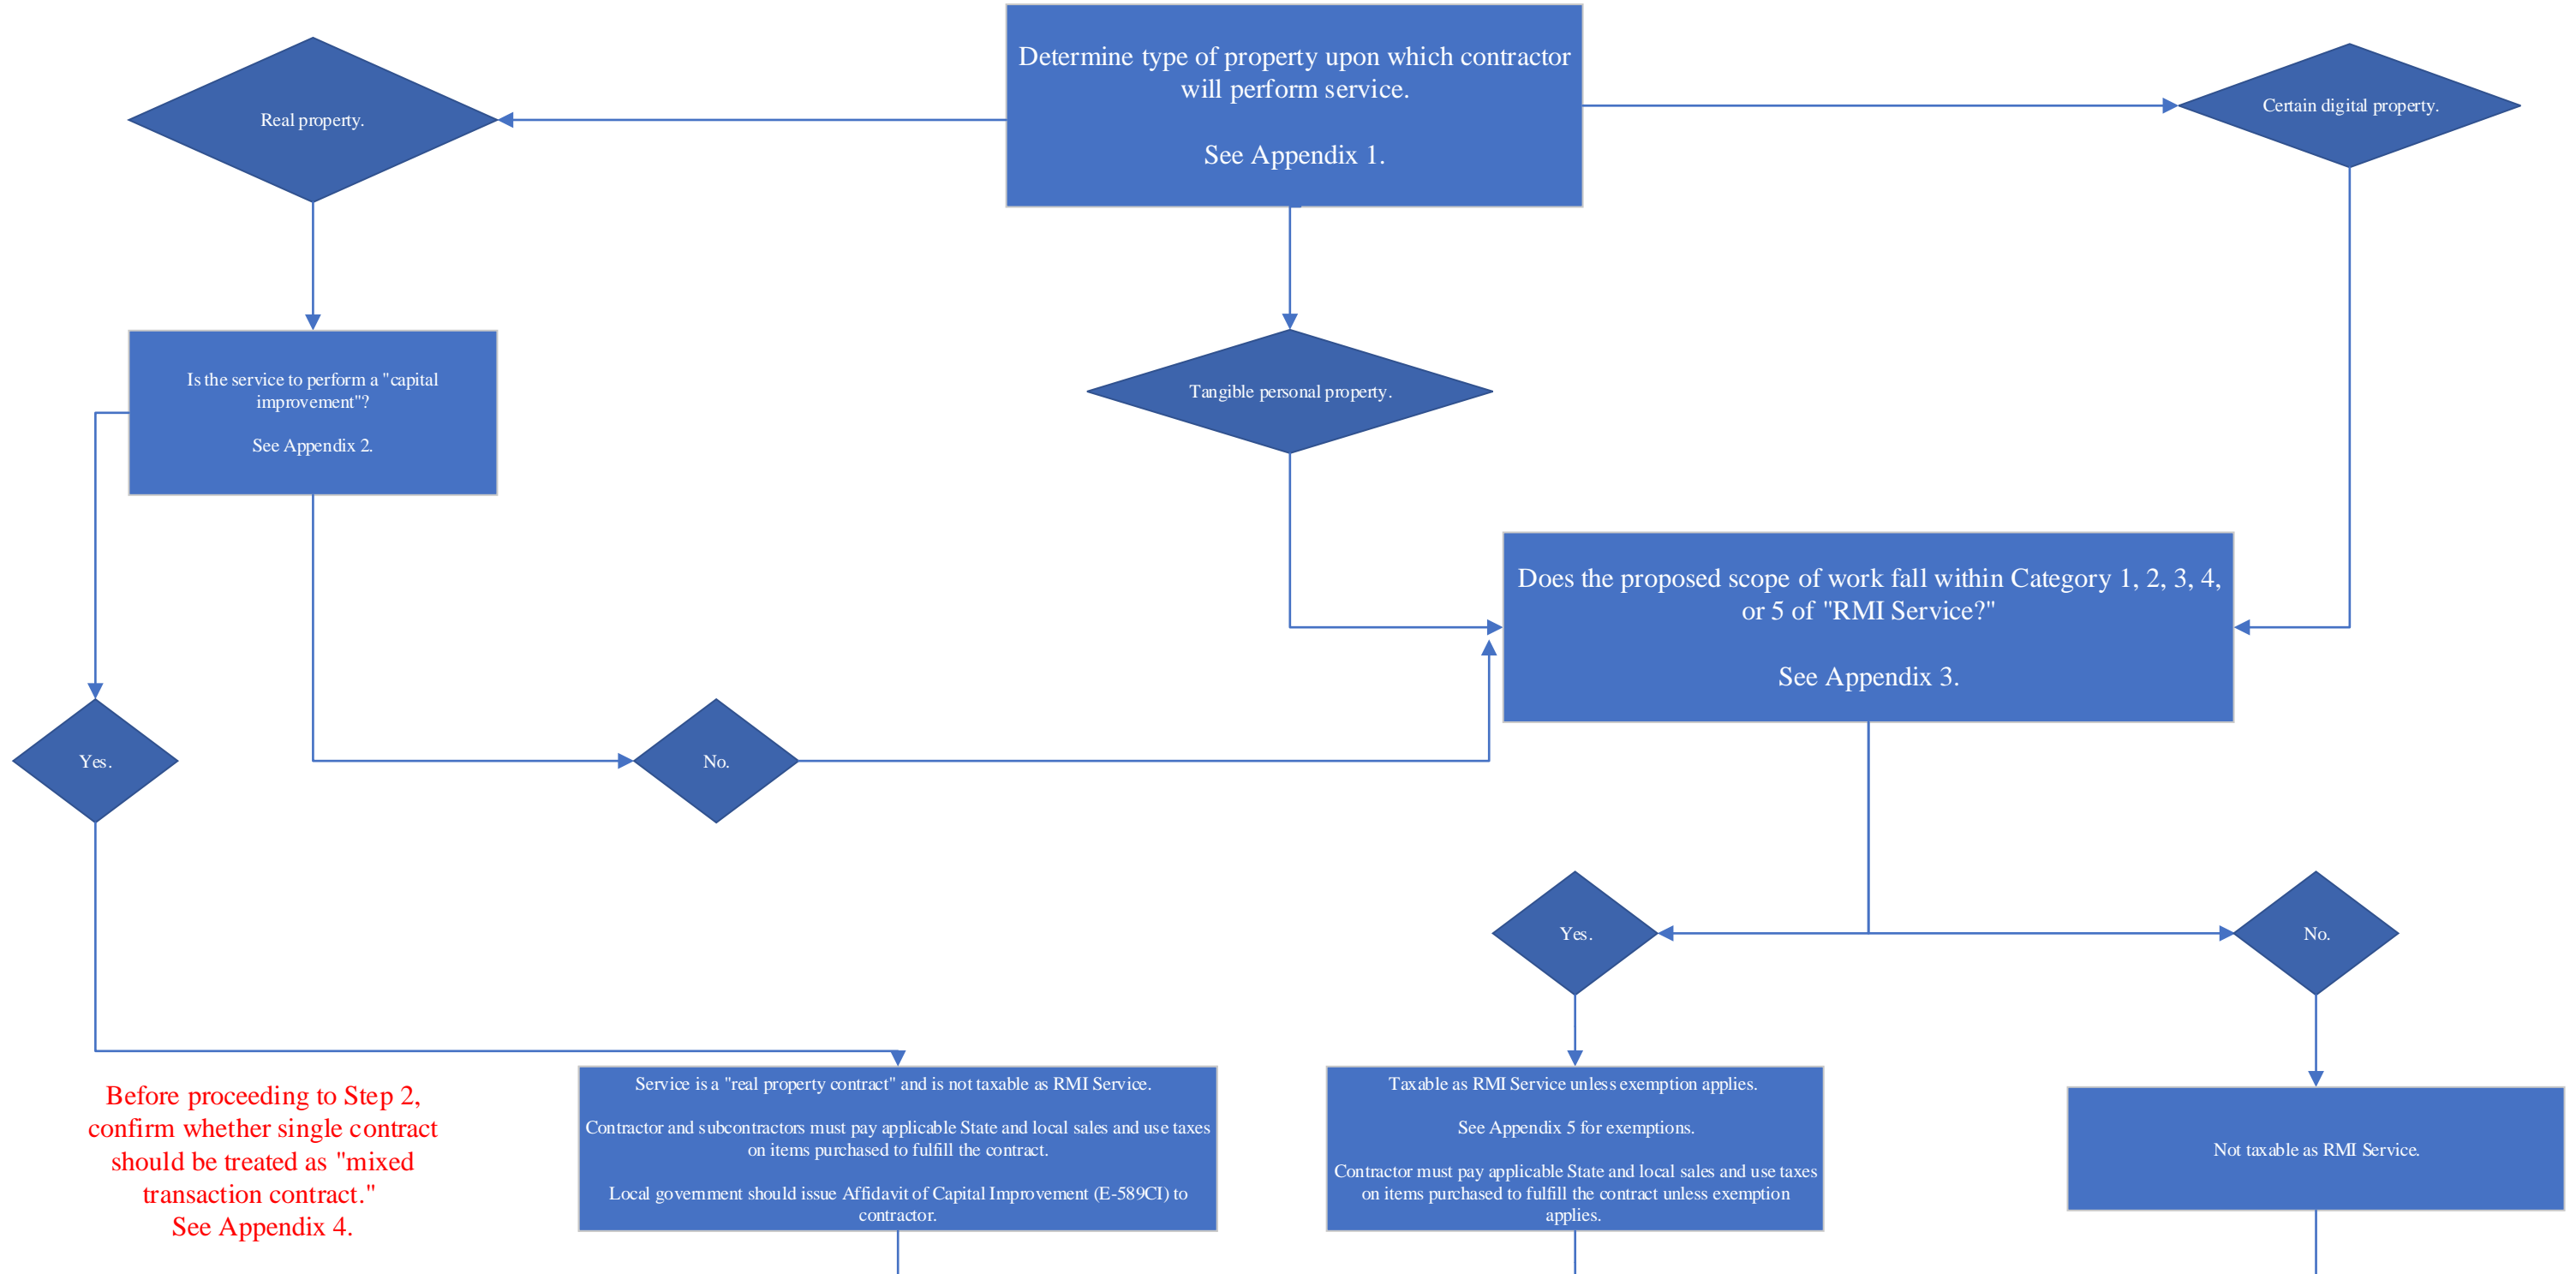 Determine type of property upon which contractor
will perform service.
See Appendix 1.
Real property.
Certain digital property.
Is the service to perform a "capital
improvement"?
See Appendix 2.
Tangible personal property.
Does the proposed scope of work fall within Category 1, 2, 3, 4,
or 5 of "RMI Service?"
See Appendix 3.
Yes.
No.
Yes.
No.
Before proceeding to Step 2,
confirm whether single contract
should be treated as "mixed
transaction contract."
See Appendix 4.
Service is a "real property contract" and is not taxable as RMI Service.
Contractor and subcontractors must pay applicable State and local sales and use taxes
on items purchased to fulfill the contract.
Local government should issue Affidavit of Capital Improvement (E-589CI) to
contractor.
Taxable as RMI Service unless exemption applies.
See Appendix 5 for exemptions.
Contractor must pay applicable State and local sales and use taxes
on items purchased to fulfill the contract unless exemption
applies.
Not taxable as RMI Service.